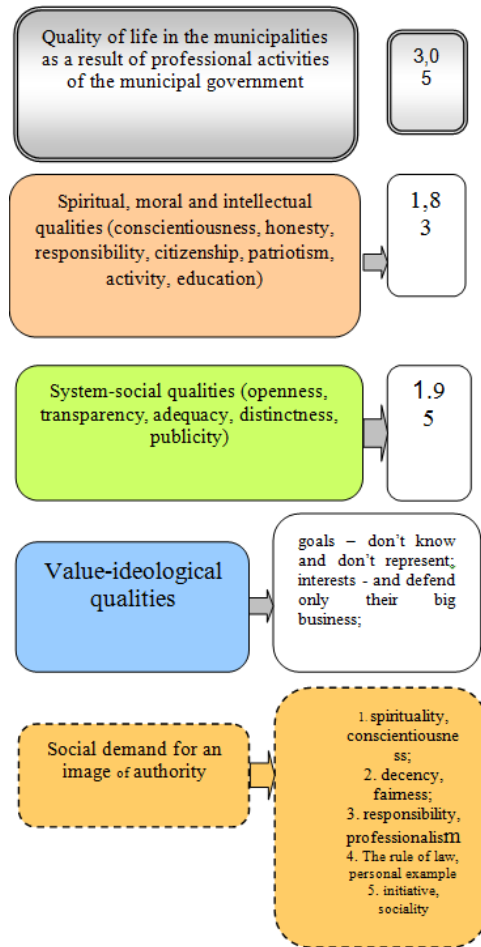 Quality of life in the municipalities
as a result of professional activities
of the municipal government
3,0
5
Spiritual, moral and intellectual
qualities (conscientiousness, honesty,
responsibility, citizenship, patriotism,
activity, education)
1,8
3
System-social qualities (openness,
transparency, adequacy, distinctness,
publicity)
1.9
5
Value-ideological
qualities
goals – don’t know
and don’t represent;
interests - and defend
only their big
business;
Social demand for an
image of authority
1. spirituality,
conscientiousne
ss;
2. decency,
fairness;
3. responsibility,
professionalism
4. The rule of law,
personal example
5. initiative,
sociality